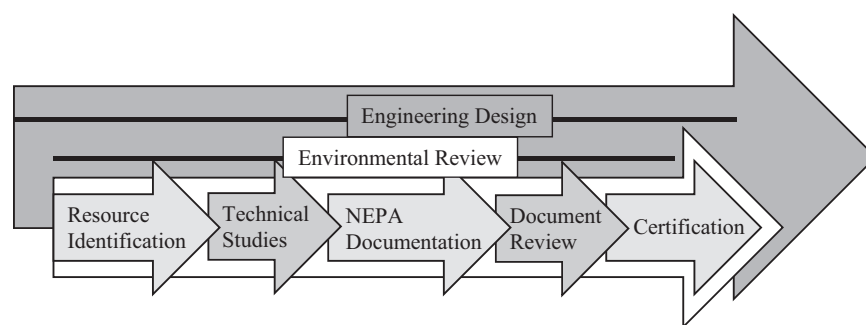 Engineering Design
Environmental Review
Resource
Identification
Technical
Studies
NEPA
Documentation
Document
Review
Certification